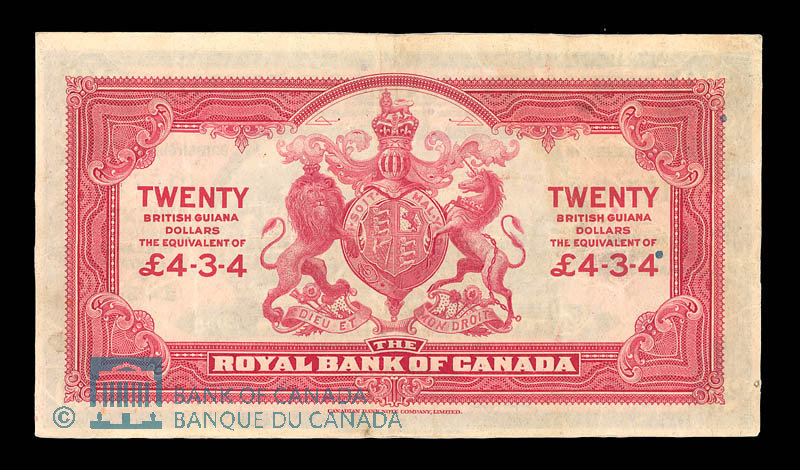 TWENTY
BRITISH GUIANA
DOLLARS
THE EQUIVALENT OF
£4-3-4
TWENTY
BRITISH GUIANA
DOLLARS
THE EQUIVALENT OF
£4-3-4
SOIT MAL Y
DIEU ET MON DROIT
THE
ROYAL BANK OF CANADA
CANADIAN BANK NOTE COMPANY, LIMITED.
© BANK OF CANADA
BANQUE DU CANADA